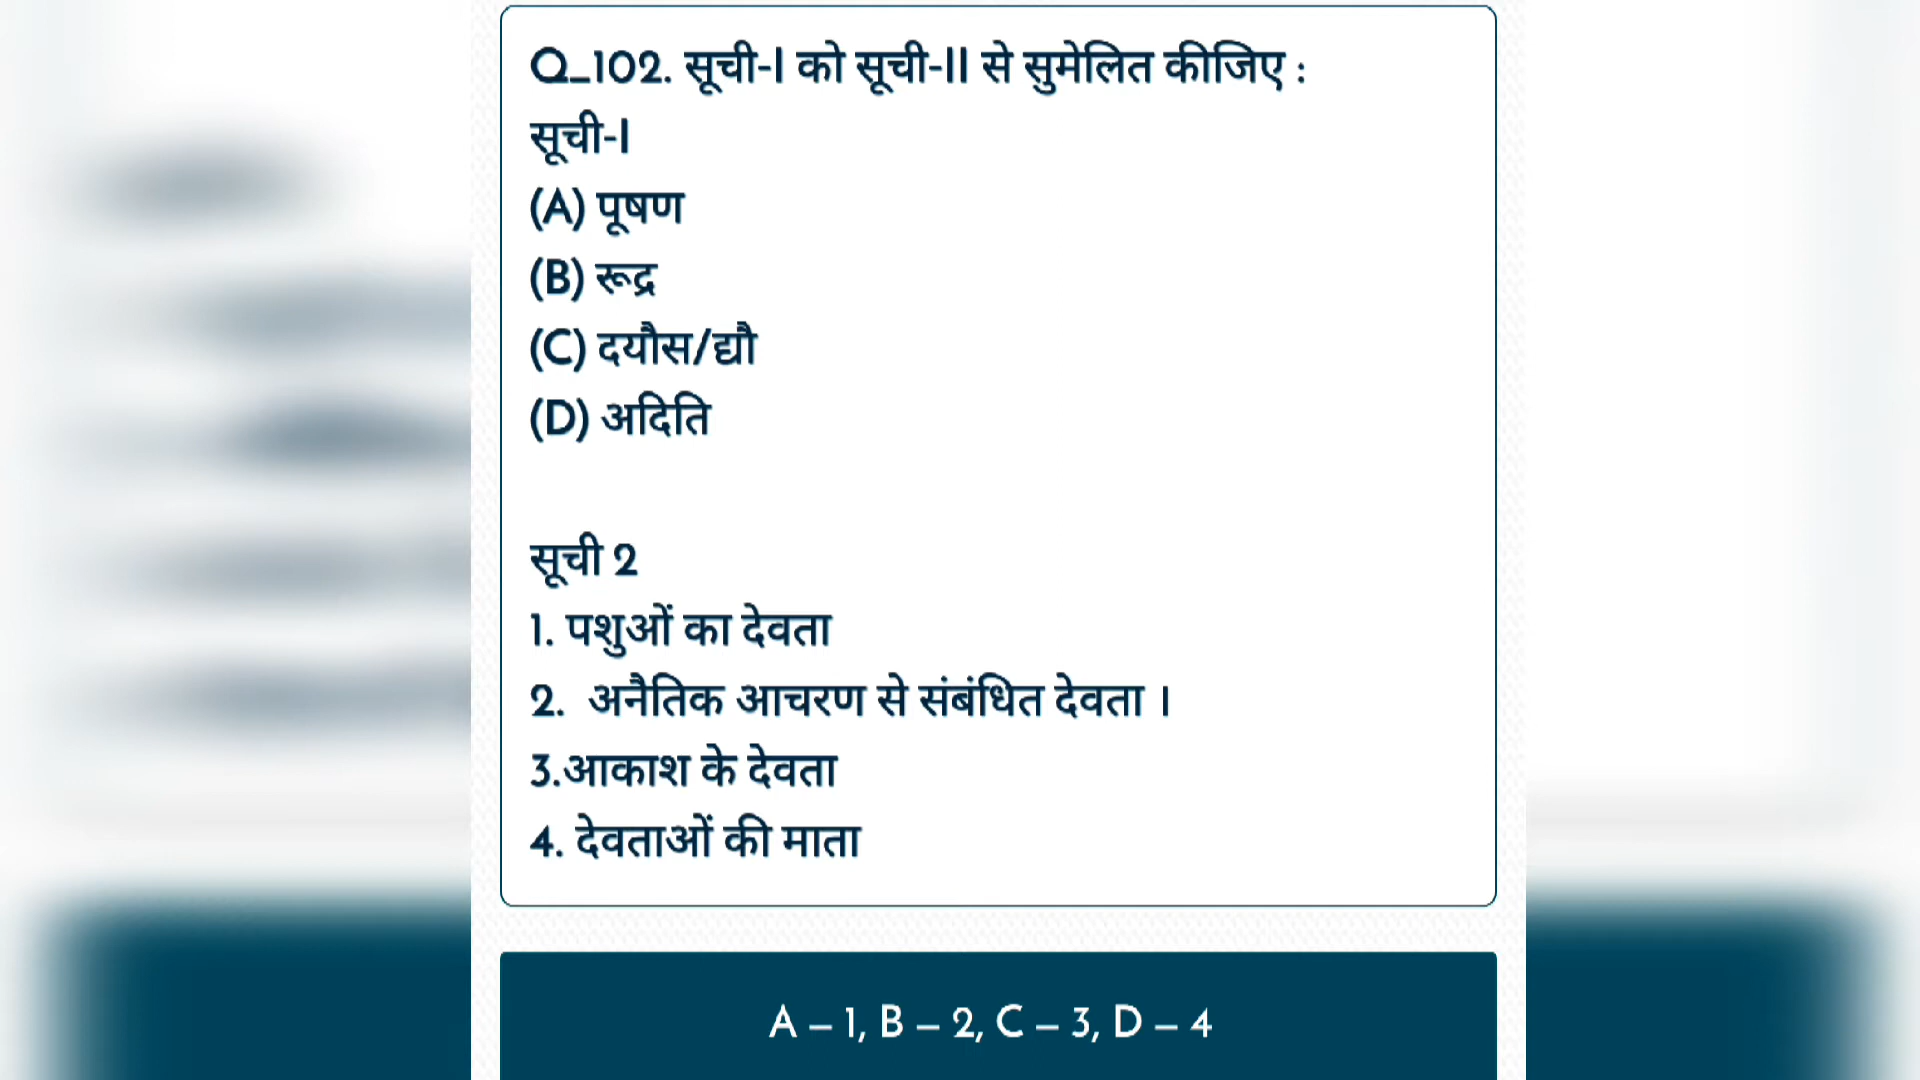 Q_102. सूची-I को सूची-II से सुमेलित कीजिए :
सूची-I
(A) पूषण
(B) रूद्र
(C) दयौस/द्यौ
(D) अदिति
सूची 2
1. पशुओं का देवता
2. अनैतिक आचरण से संबंधित देवता ।
3.आकाश के देवता
4. देवताओं की माता
A – 1, B – 2, C – 3, D – 4